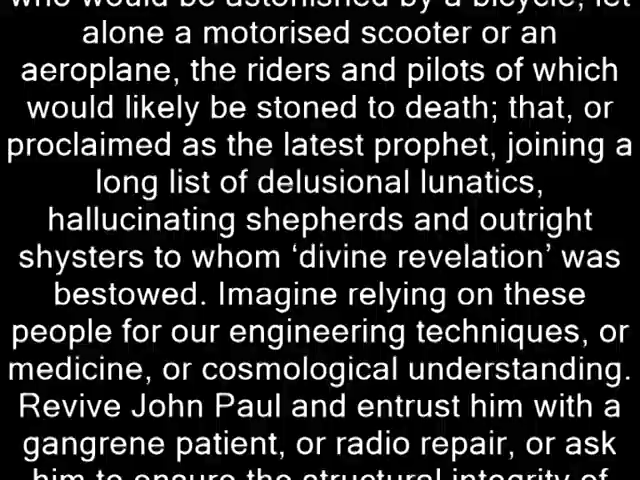 who would be astonished by a bicycle, let
alone a motorised scooter or an
aeroplane, the riders and pilots of which
would likely be stoned to death; that, or
proclaimed as the latest prophet, joining a
long list of delusional lunatics,
hallucinating shepherds and outright
shysters to whom ‘divine revelation’ was
bestowed. Imagine relying on these
people for our engineering techniques, or
medicine, or cosmological understanding.
Revive John Paul and entrust him with a
gangrene patient, or radio repair, or ask
him to ensure the structural integrity of